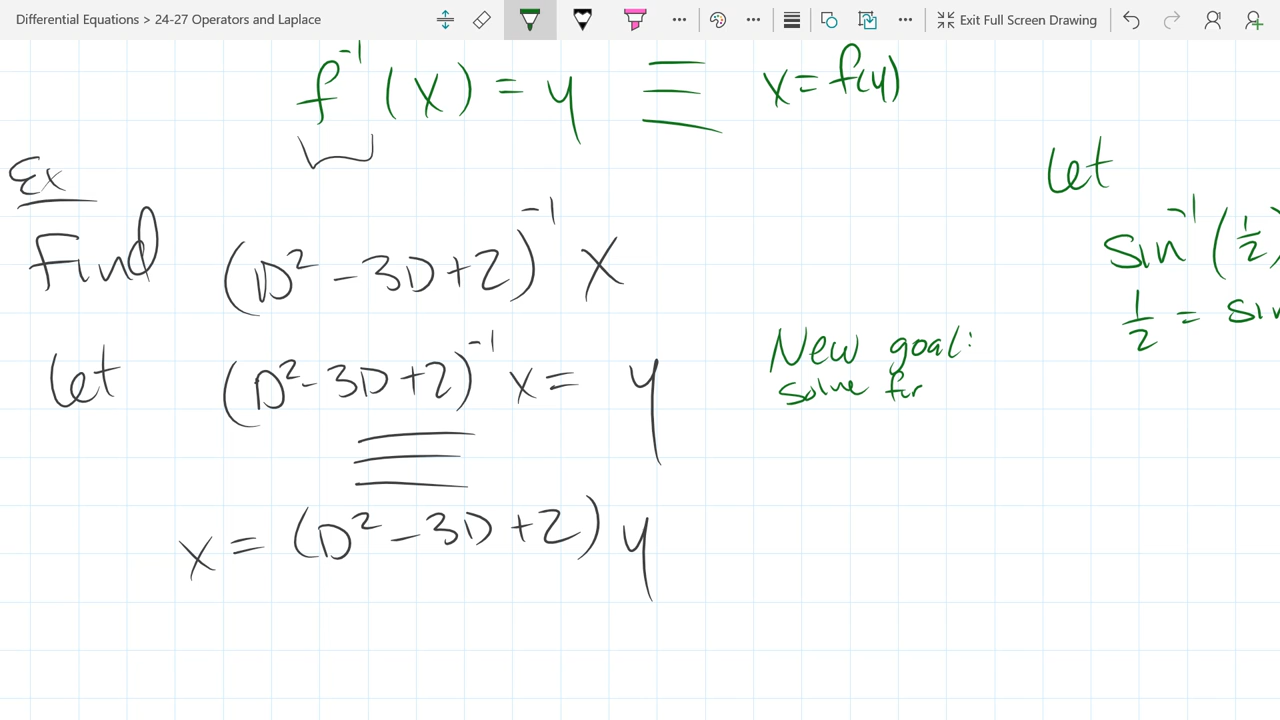 Differential Equations > 24-27 Operators and Laplace
Exit Full Screen Drawing
f⁻¹(x) = y ≡ x = f(y)
Ex
Find (D² - 3D + 2)⁻¹ x
Let (D² - 3D + 2)⁻¹ x = y
≡
x = (D² - 3D + 2) y
New goal:
solve for
Let
sin⁻¹(1/2)
1/2 = sin